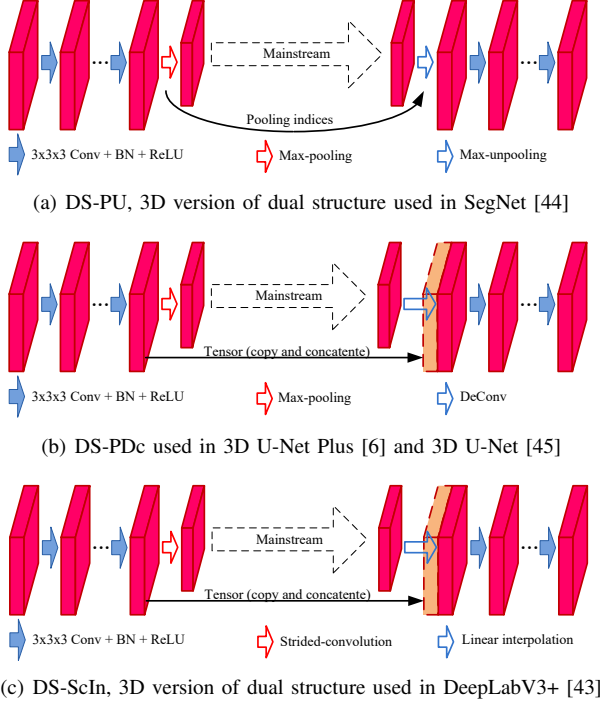 Mainstream
Pooling indices
3x3x3 Conv + BN + ReLU Max-pooling Max-unpooling
(a) DS-PU, 3D version of dual structure used in SegNet [44]
Mainstream
Tensor (copy and concatente)
3x3x3 Conv + BN + ReLU Max-pooling DeConv
(b) DS-PDc used in 3D U-Net Plus [6] and 3D U-Net [45]
Mainstream
Tensor (copy and concatente)
3x3x3 Conv + BN + ReLU Strided-convolution Linear interpolation
(c) DS-ScIn, 3D version of dual structure used in DeepLabV3+ [43]